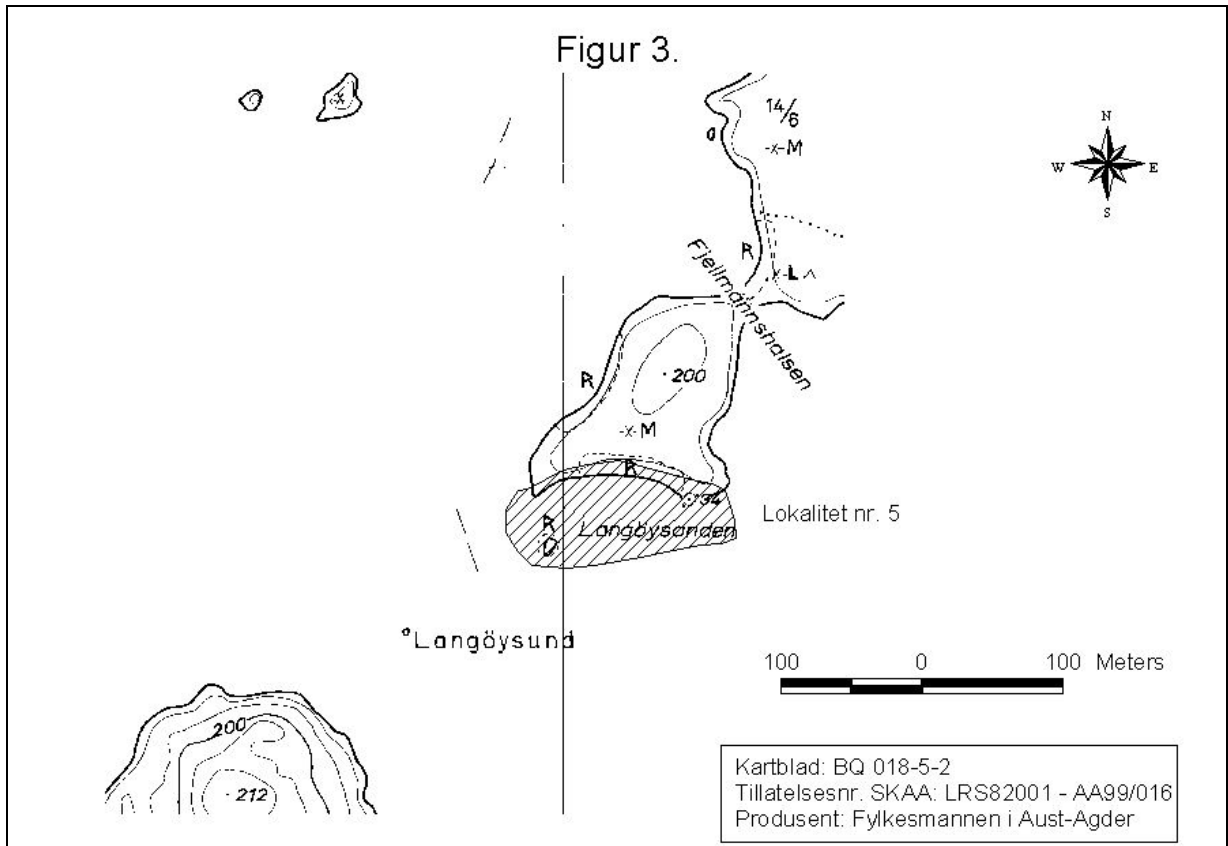 Figur 3.
14/6
-x-M
N
W E
S
R
Fjellmannshalsen
x-L ^
R
200
-x-M
R
34
R
D
Langöysanden
Lokalitet nr. 5
Langöysund
100 0 100 Meters
200
212
Kartblad: BQ 018-5-2
Tillatelsesnr. SKAA: LRS82001 - AA99/016
Produsent: Fylkesmannen i Aust-Agder